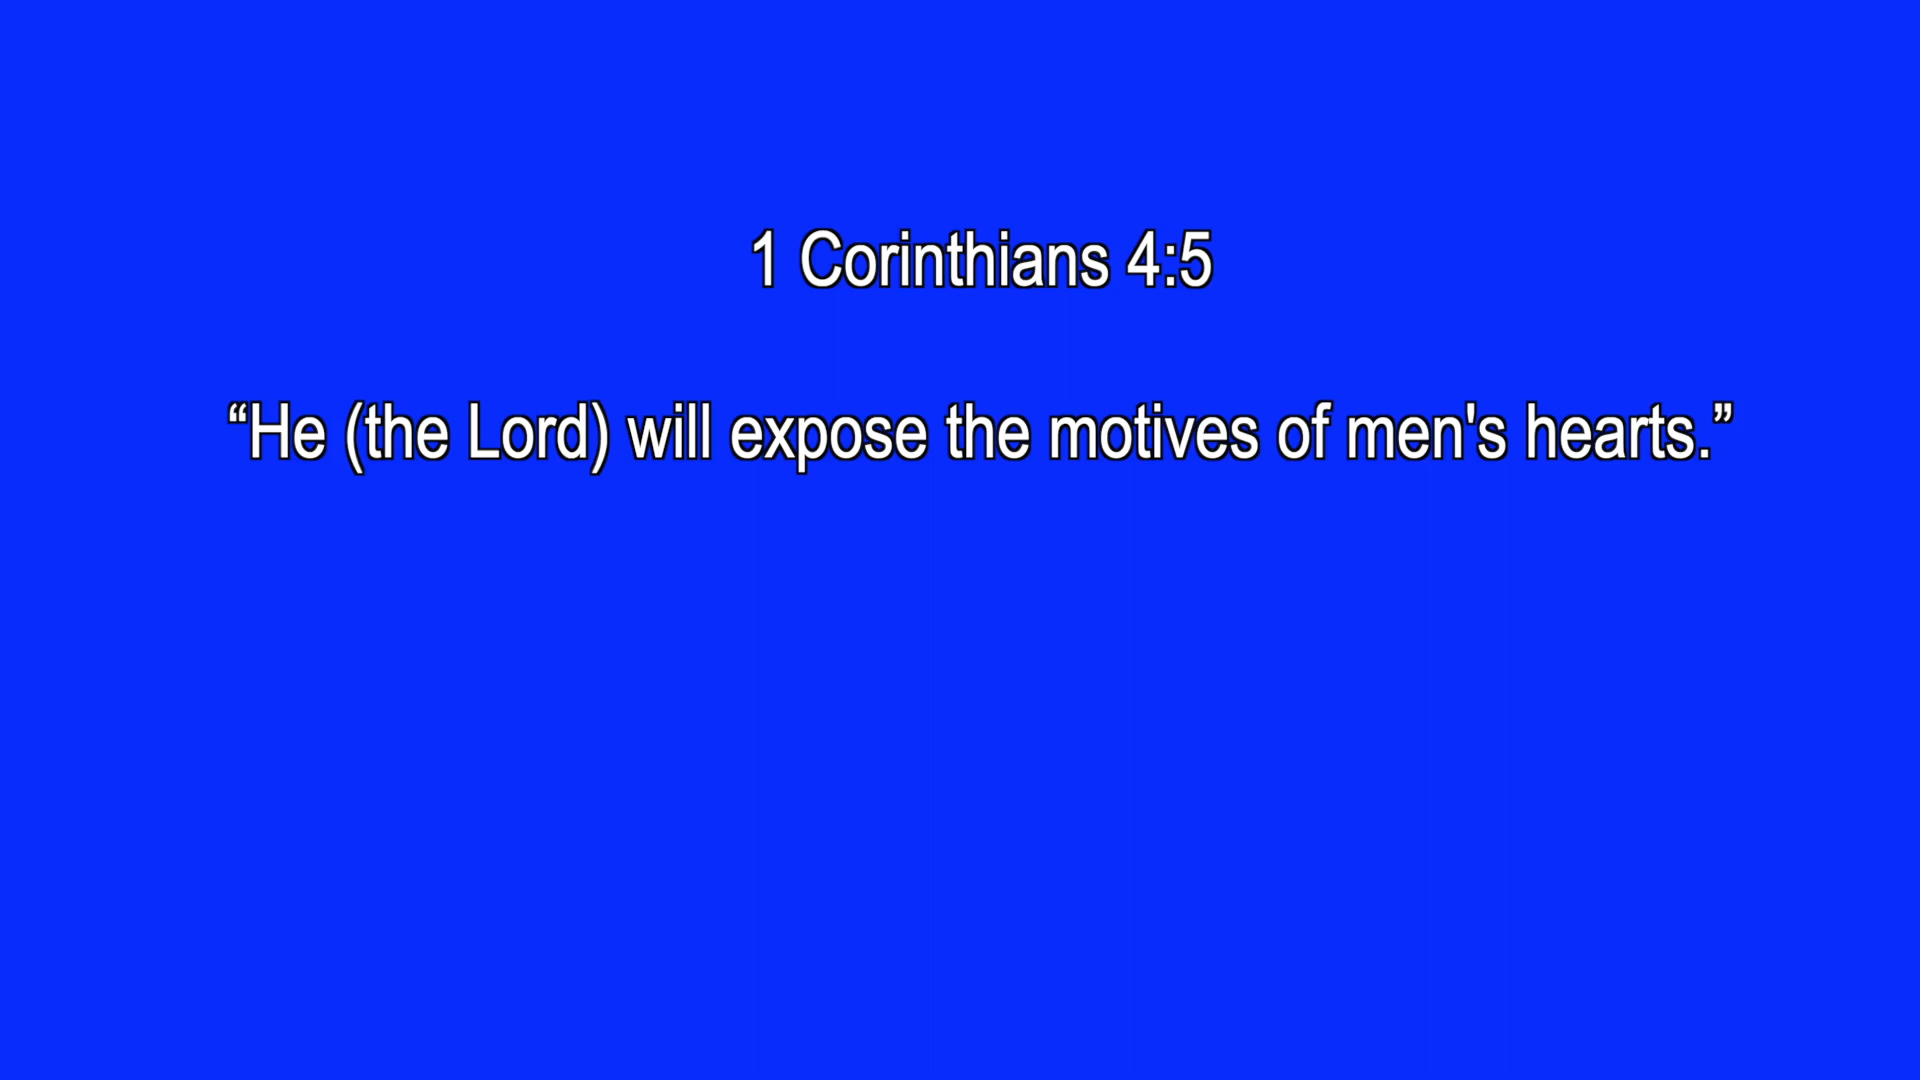 1 Corinthians 4:5
“He (the Lord) will expose the motives of men's hearts.”